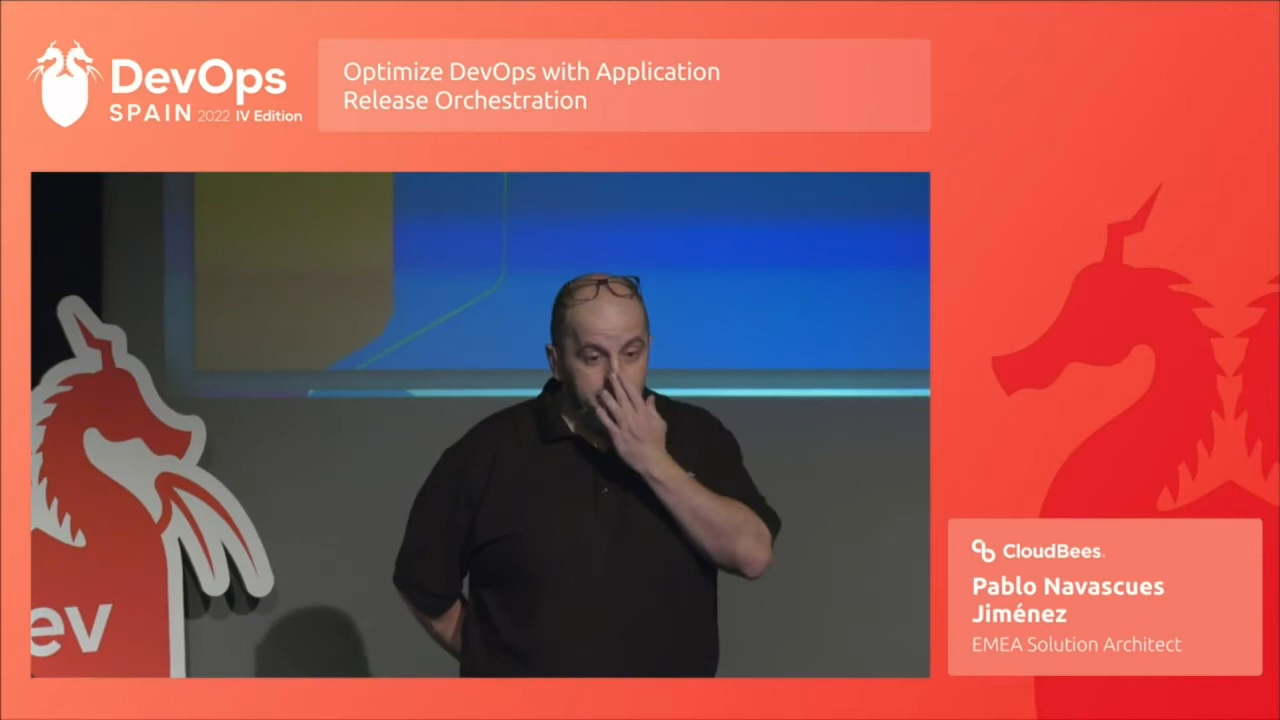 DevOps
SPAIN 2022 IV Edition
Optimize DevOps with Application
Release Orchestration
ev
CloudBees.
Pablo Navascues
Jiménez
EMEA Solution Architect